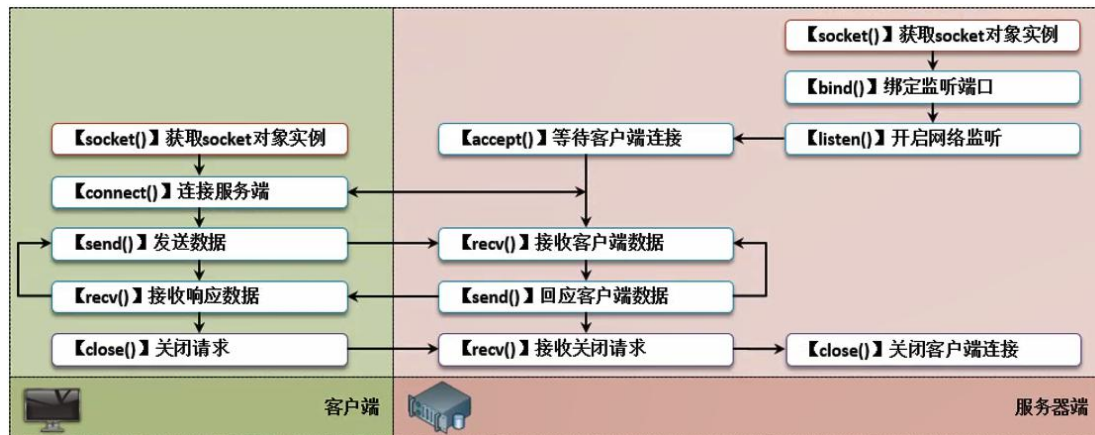 【socket()】获取socket对象实例
【bind()】绑定监听端口
【socket()】获取socket对象实例
【accept()】等待客户端连接
【listen()】开启网络监听
【connect()】连接服务端
【send()】发送数据
【recv()】接收客户端数据
【recv()】接收响应数据
【send()】回应客户端数据
【close()】关闭请求
【recv()】接收关闭请求
【close()】关闭客户端连接
客户端
服务器端